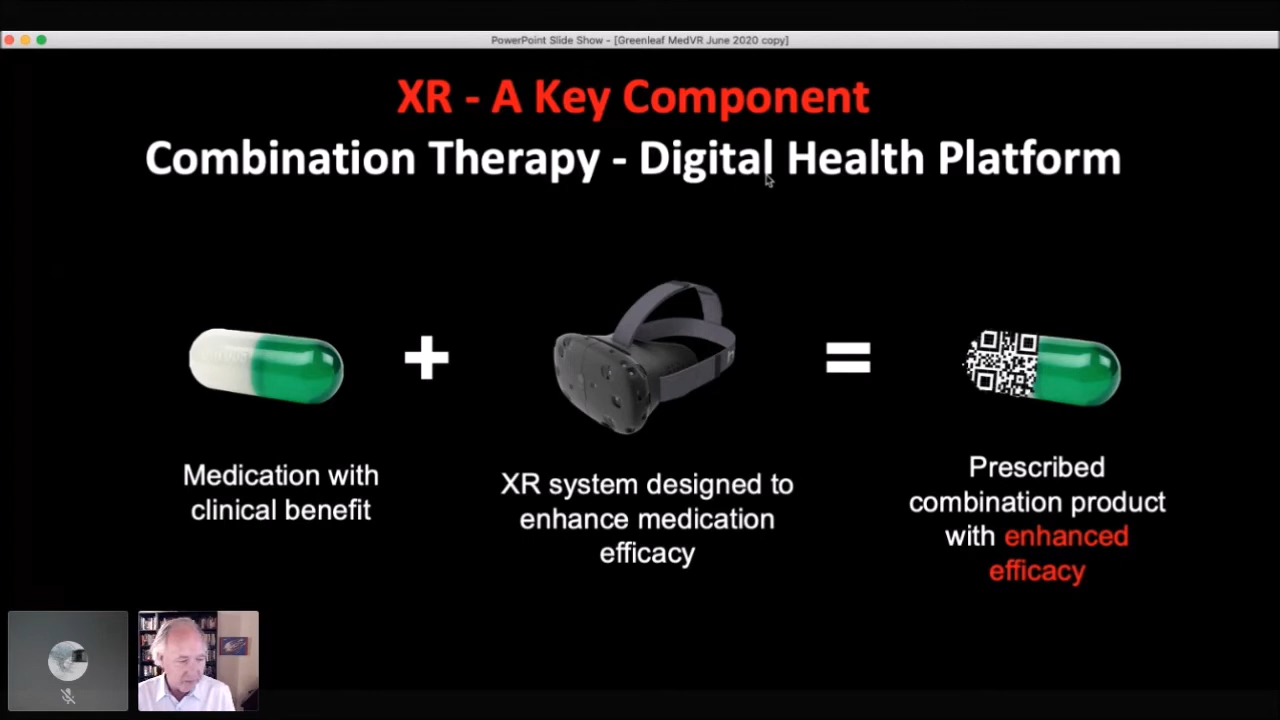 PowerPoint Slide Show - [Greenleaf MedVR June 2020 copy]
XR - A Key Component
Combination Therapy - Digital Health Platform
Medication with
clinical benefit
XR system designed to
enhance medication
efficacy
Prescribed
combination product
with enhanced
efficacy